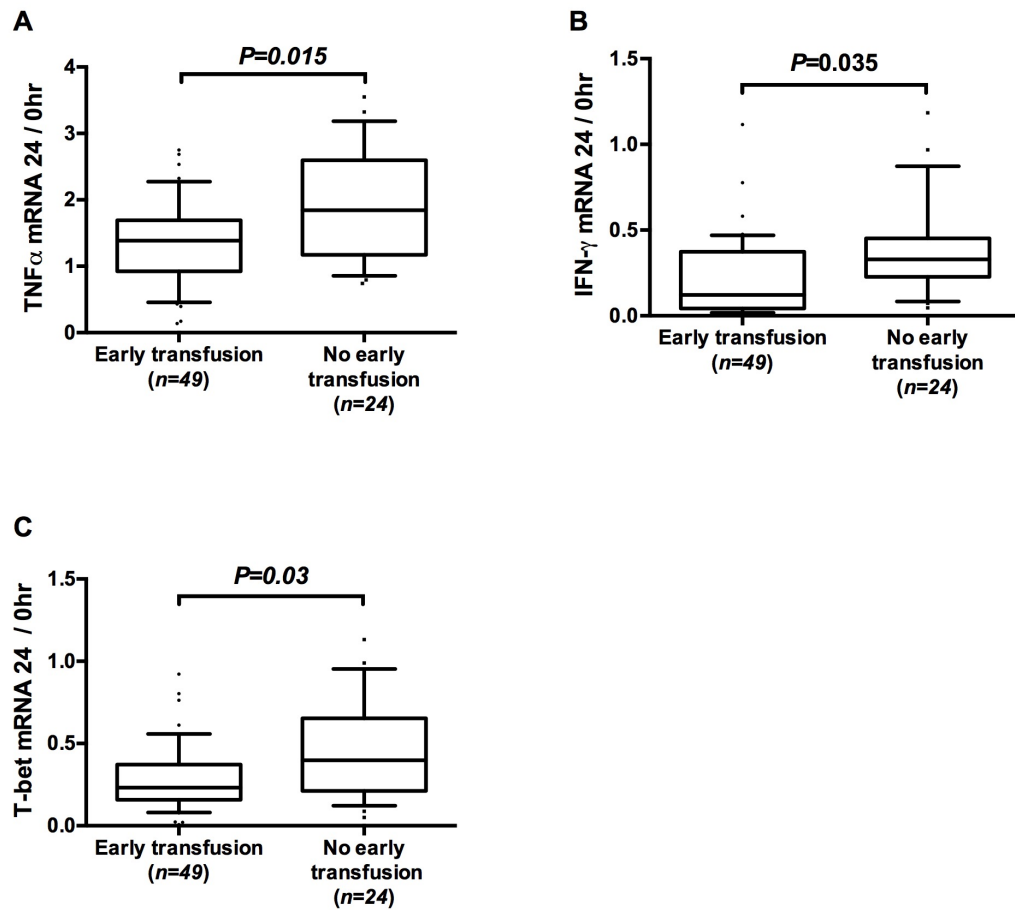 A
P=0.015
TNFα mRNA 24 / 0hr
4
3
2
1
0
Early transfusion
(n=49)
No early
transfusion
(n=24)
B
P=0.035
IFN-γ mRNA 24 / 0hr
1.5
1.0
0.5
0.0
Early transfusion
(n=49)
No early
transfusion
(n=24)
C
P=0.03
T-bet mRNA 24 / 0hr
1.5
1.0
0.5
0.0
Early transfusion
(n=49)
No early
transfusion
(n=24)